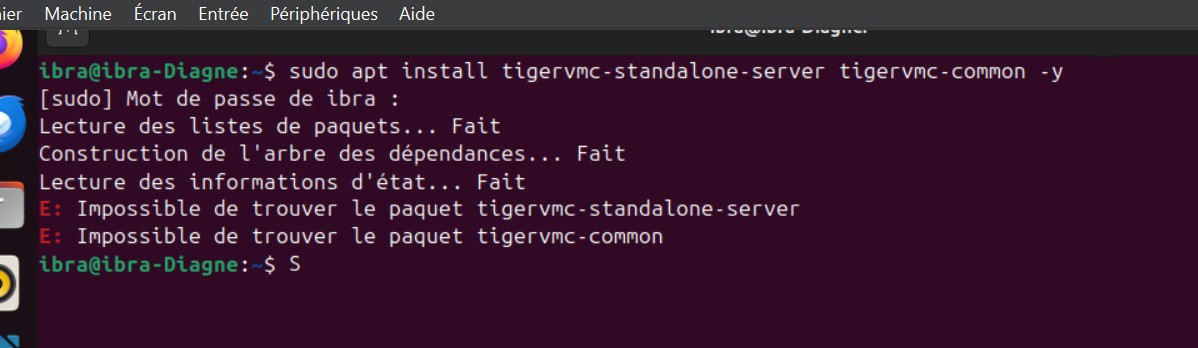 ier Machine Écran Entrée Périphériques Aide
ibra@ibra-Diagne:~$ sudo apt install tigervmc-standalone-server tigervmc-common -y
[sudo] Mot de passe de ibra :
Lecture des listes de paquets... Fait
Construction de l'arbre des dépendances... Fait
Lecture des informations d'état... Fait
E: Impossible de trouver le paquet tigervmc-standalone-server
E: Impossible de trouver le paquet tigervmc-common
ibra@ibra-Diagne:~$ S